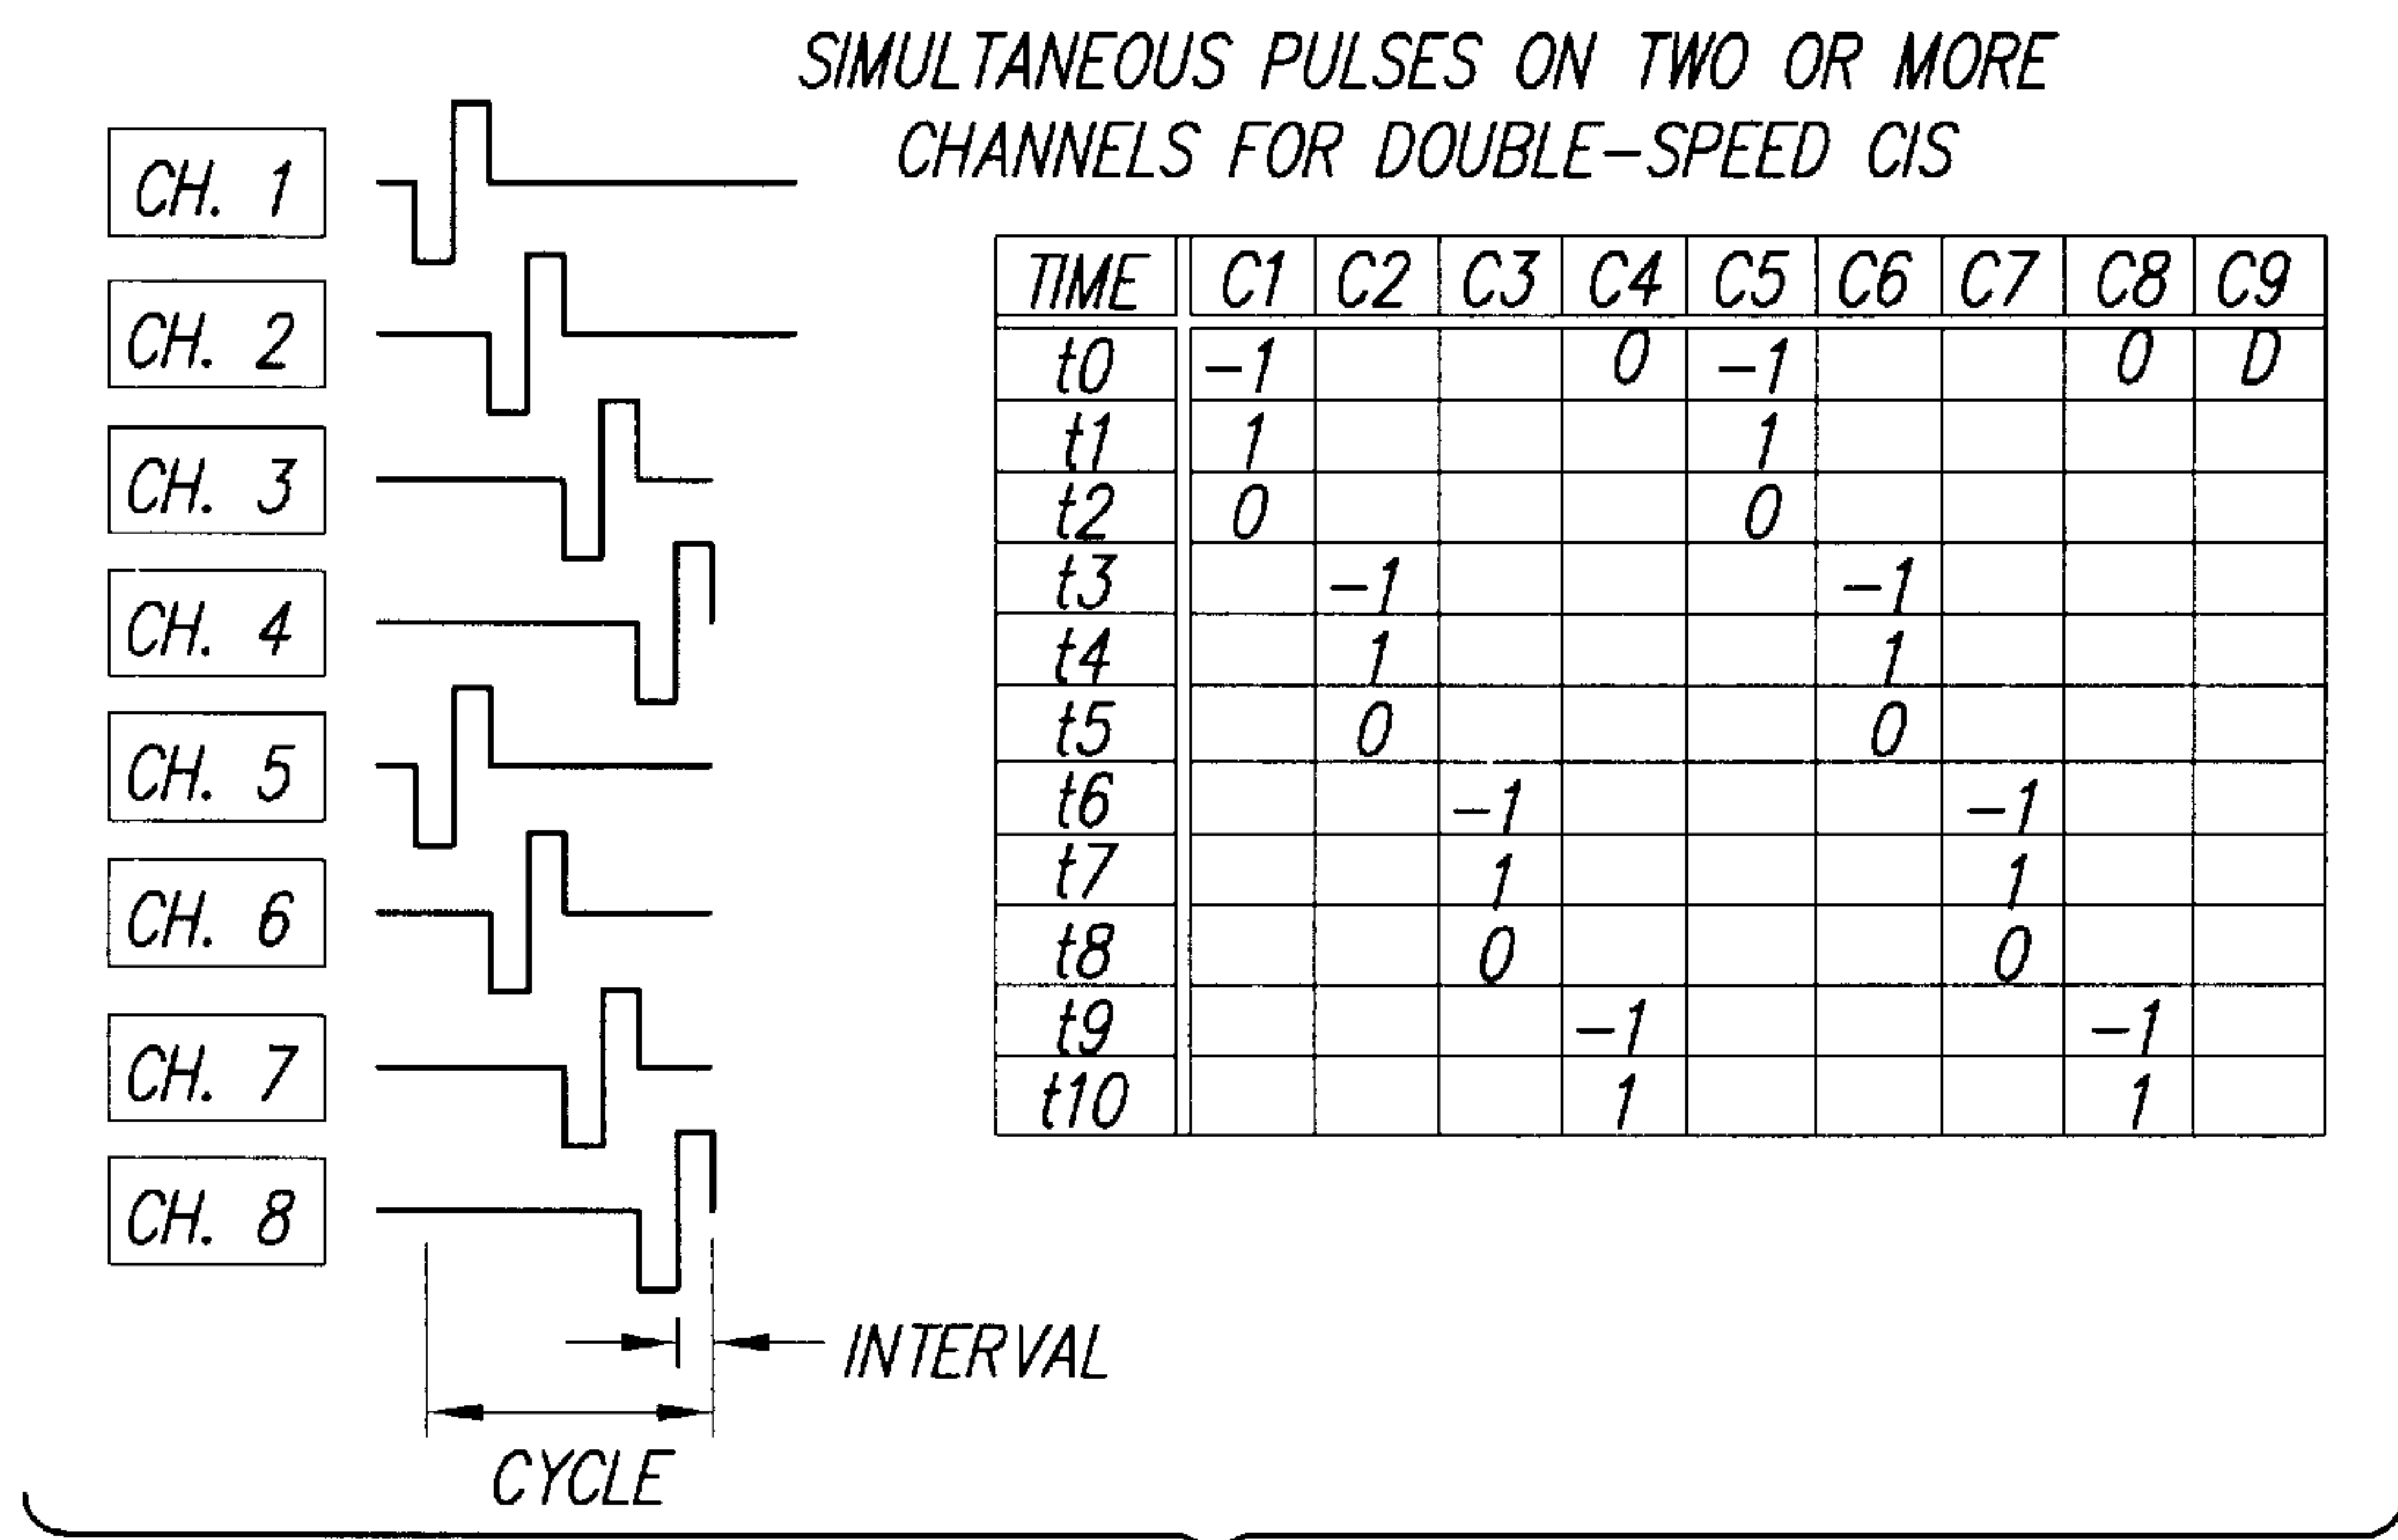 SIMULTANEOUS PULSES ON TWO OR MORE
CHANNELS FOR DOUBLE-SPEED CIS
CH. 1
CH. 2
CH. 3
CH. 4
CH. 5
CH. 6
CH. 7
CH. 8
INTERVAL
CYCLE
TIME C1 C2 C3 C4 C5 C6 C7 C8 C9
t0 -1 0 -1 0 D
t1 1 1
t2 0 0
t3 -1 -1
t4 1 1
t5 0 0
t6 -1 -1
t7 1 1
t8 0 0
t9 -1 -1
t10 1 1